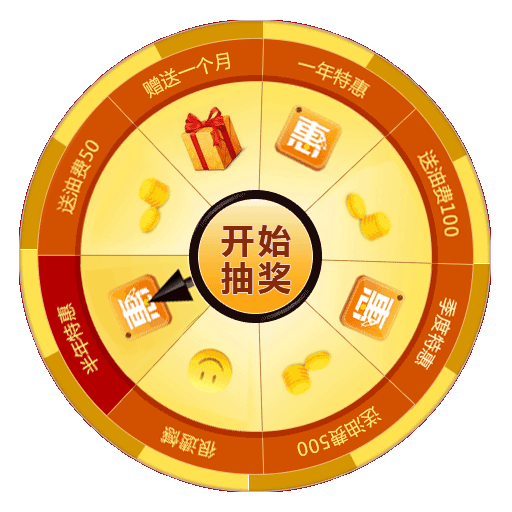 赠送一个月
一年特惠
送油费100
季度特惠
送油费500
很遗憾
半年特惠
送油费50
惠
惠
惠
开始
抽奖